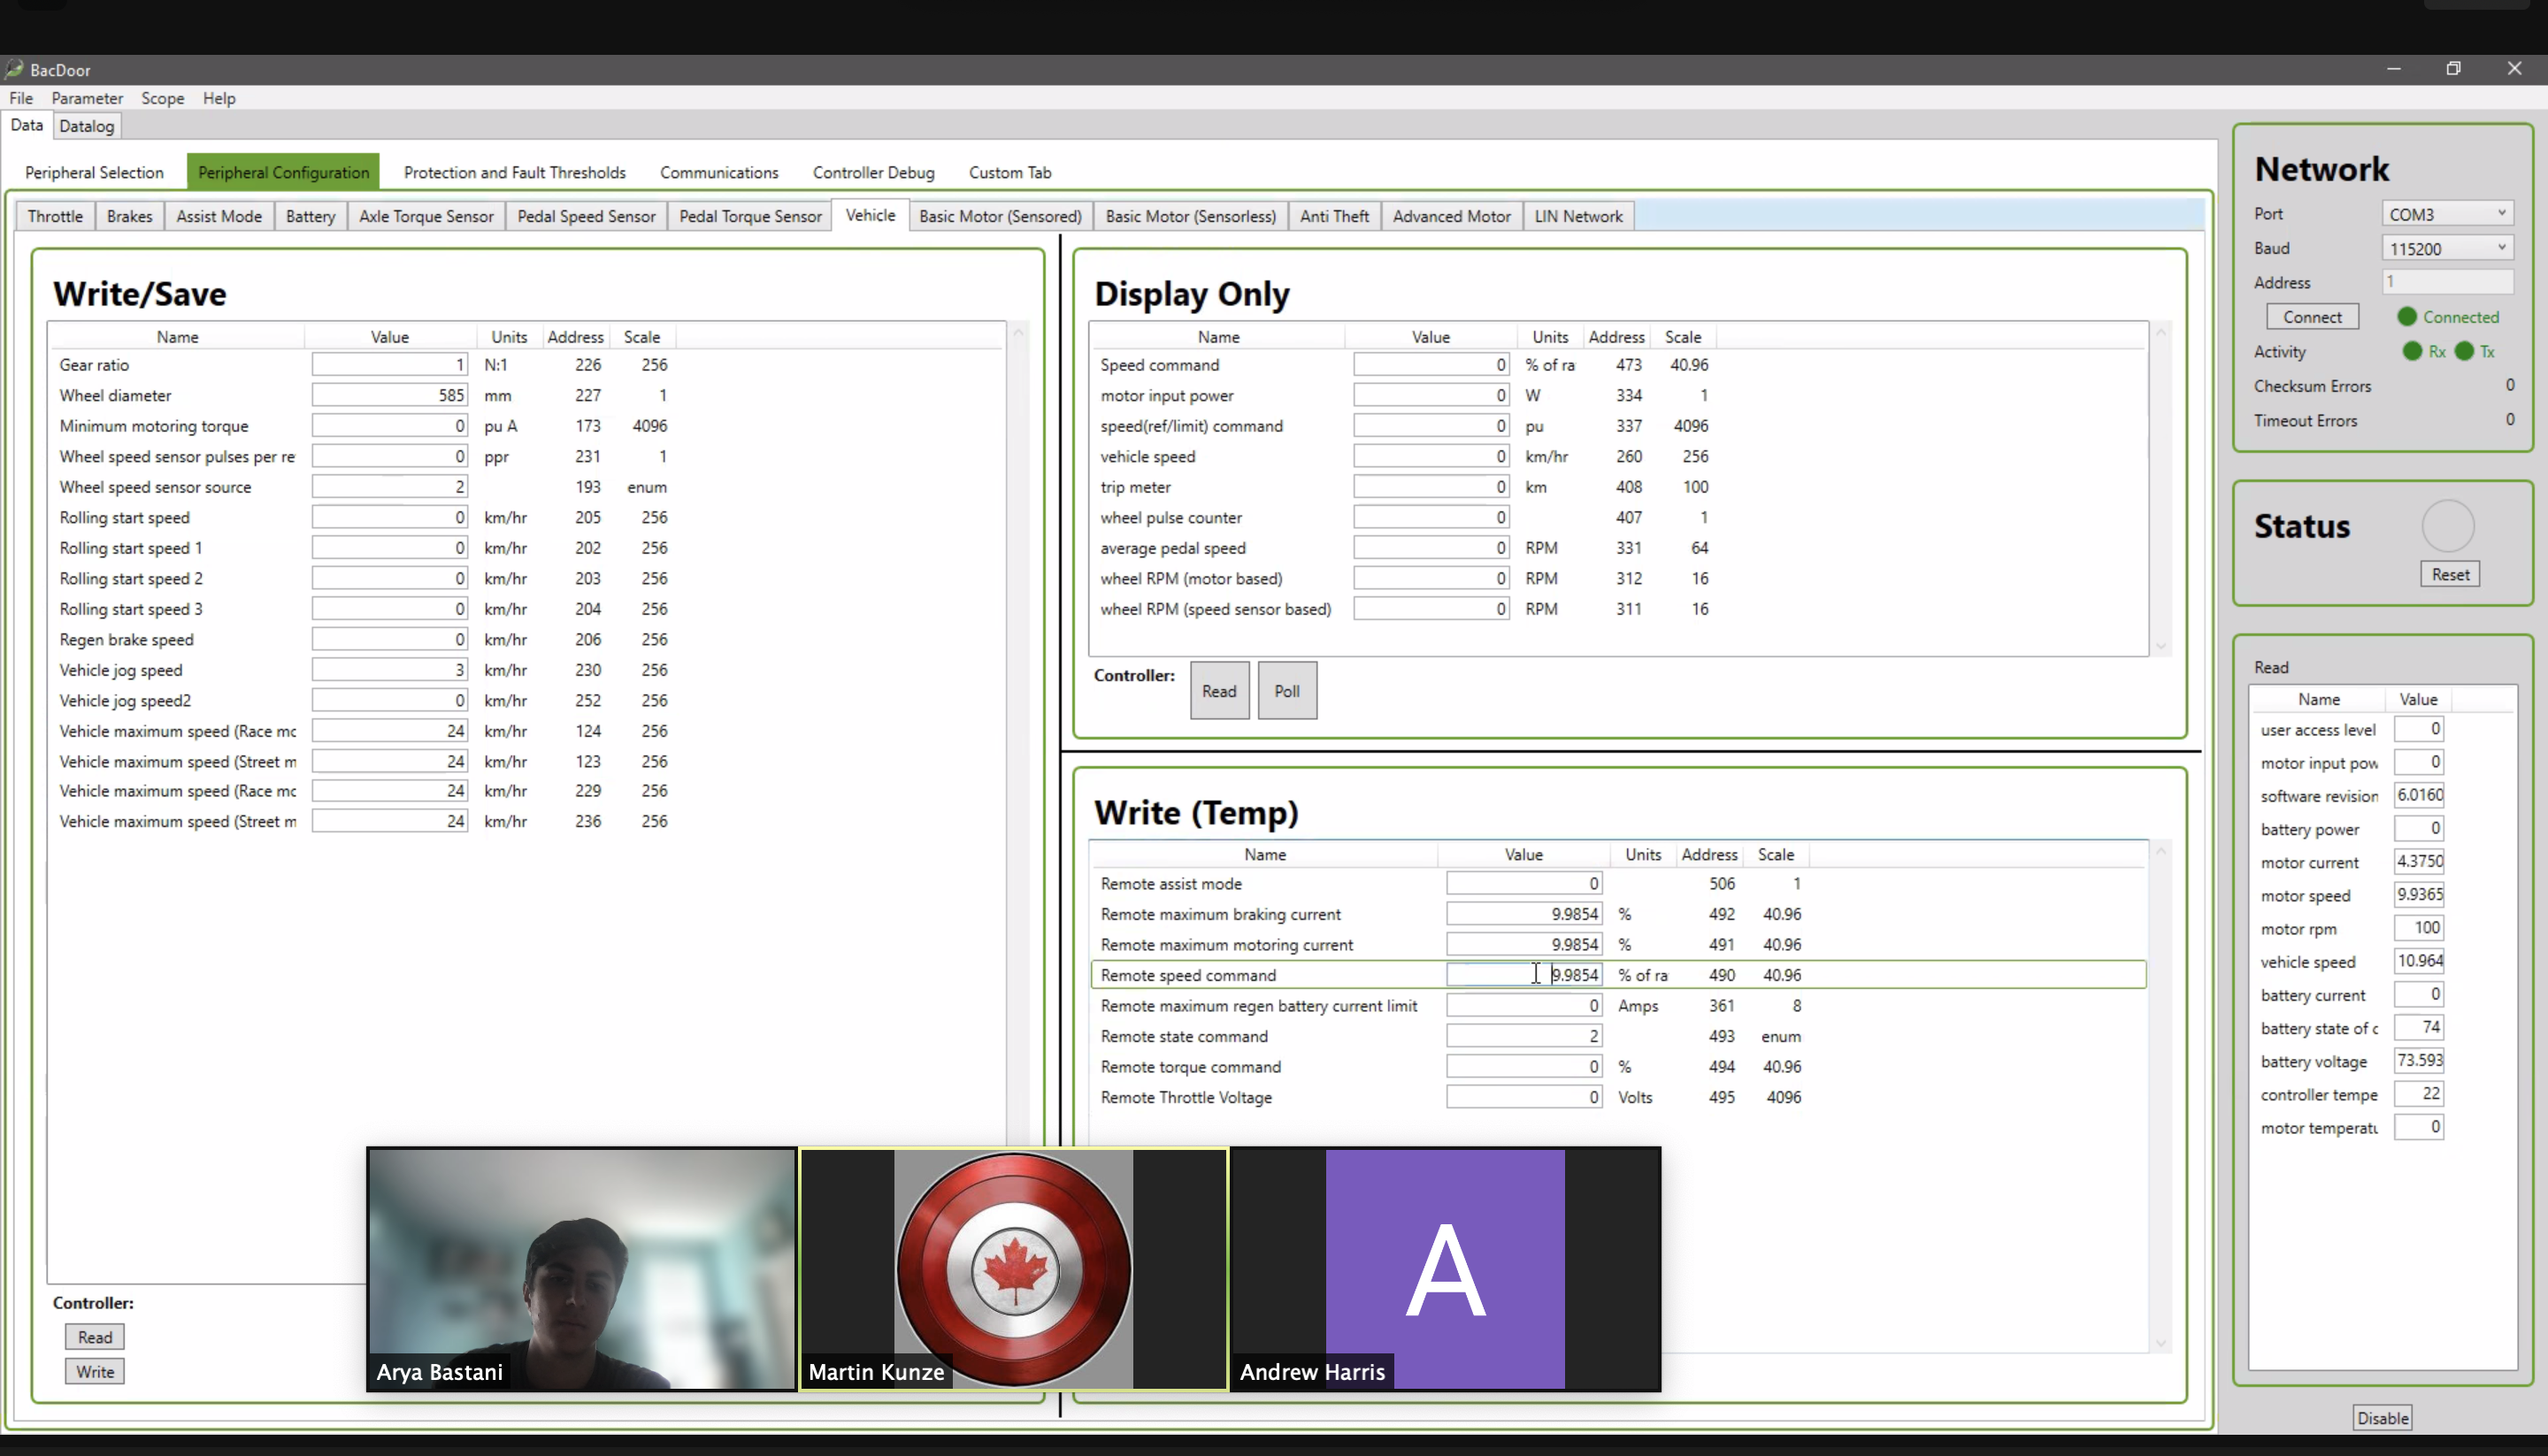 BacDoor
File Parameter Scope Help
Data Datalog
Peripheral Selection Peripheral Configuration Protection and Fault Thresholds Communications Controller Debug Custom Tab
Throttle Brakes Assist Mode Battery Axle Torque Sensor Pedal Speed Sensor Pedal Torque Sensor Vehicle Basic Motor (Sensored) Basic Motor (Sensorless) Anti Theft Advanced Motor LIN Network
Write/Save
Name Value Units Address Scale
Gear ratio 1 N:1 226 256
Wheel diameter 585 mm 227 1
Minimum motoring torque 0 pu A 173 4096
Wheel speed sensor pulses per re 0 ppr 231 1
Wheel speed sensor source 2 193 enum
Rolling start speed 0 km/hr 205 256
Rolling start speed 1 0 km/hr 202 256
Rolling start speed 2 0 km/hr 203 256
Rolling start speed 3 0 km/hr 204 256
Regen brake speed 0 km/hr 206 256
Vehicle jog speed 3 km/hr 230 256
Vehicle jog speed2 0 km/hr 252 256
Vehicle maximum speed (Race mc 24 km/hr 124 256
Vehicle maximum speed (Street m 24 km/hr 123 256
Vehicle maximum speed (Race mc 24 km/hr 229 256
Vehicle maximum speed (Street m 24 km/hr 236 256
Controller:
Read
Write
Display Only
Name Value Units Address Scale
Speed command 0 % of ra 473 40.96
motor input power 0 W 334 1
speed(ref/limit) command 0 pu 337 4096
vehicle speed 0 km/hr 260 256
trip meter 0 km 408 100
wheel pulse counter 0 407 1
average pedal speed 0 RPM 331 64
wheel RPM (motor based) 0 RPM 312 16
wheel RPM (speed sensor based) 0 RPM 311 16
Controller: Read Poll
Write (Temp)
Name Value Units Address Scale
Remote assist mode 0 506 1
Remote maximum braking current 9.9854 % 492 40.96
Remote maximum motoring current 9.9854 % 491 40.96
Remote speed command 9.9854 % of ra 490 40.96
Remote maximum regen battery current limit 0 Amps 361 8
Remote state command 2 493 enum
Remote torque command 0 % 494 40.96
Remote Throttle Voltage 0 Volts 495 4096
Arya Bastani
Martin Kunze
A
Andrew Harris
Network
Port COM3
Baud 115200
Address 1
Connect Connected
Activity Rx Tx
Checksum Errors 0
Timeout Errors 0
Status
Reset
Read
Name Value
user access level 0
motor input pow 0
software revision 6.0160
battery power 0
motor current 4.3750
motor speed 9.9365
motor rpm 100
vehicle speed 10.964
battery current 0
battery state of c 74
battery voltage 73.593
controller tempe 22
motor temperatu 0
Disable